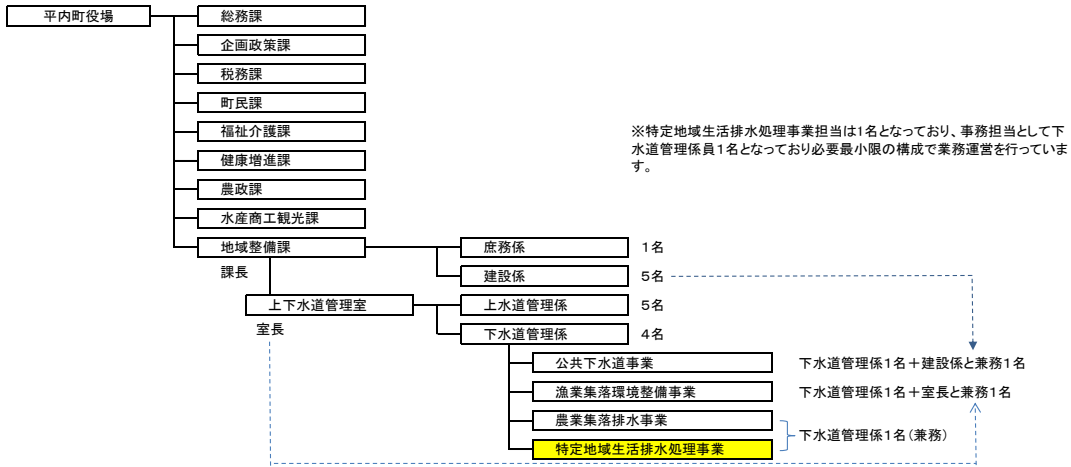 平内町役場
総務課
企画政策課
税務課
町民課
福祉介護課
健康増進課
農政課
水産商工観光課
地域整備課
課長
※特定地域生活排水処理事業担当は1名となっており、事務担当として下
水道管理係員1名となっており必要最小限の構成で業務運営を行っていま
す。
庶務係 1名
建設係 5名
上下水道管理室
室長
上水道管理係 5名
下水道管理係 4名
公共下水道事業 下水道管理係1名＋建設係と兼務1名
漁業集落環境整備事業 下水道管理係1名＋室長と兼務1名
農業集落排水事業
下水道管理係1名(兼務)
特定地域生活排水処理事業